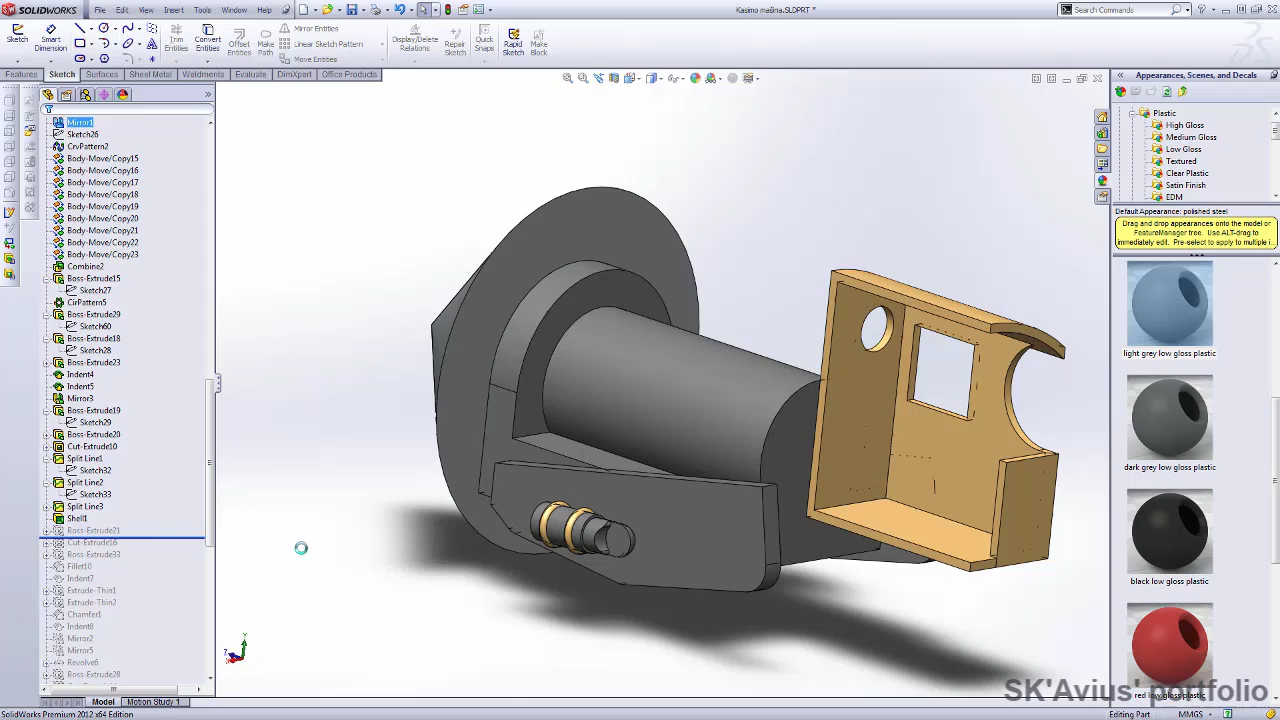 SOLIDWORKS File Edit View Insert Tools Window Help Kasimo mašina.SLDPRT * Search Commands
Sketch Smart Dimension Trim Entities Convert Entities Offset Entities Make Path Mirror Entities Display/Delete Relations Repair Sketch Quick Snaps Rapid Sketch Make Block
Linear Sketch Pattern
Move Entities
Features Sketch Surfaces Sheet Metal Weldments Evaluate DimXpert Office Products
Appearances, Scenes, and Decals
Mirror1
Sketch26
CrvPattern2
Body-Move/Copy15
Body-Move/Copy16
Body-Move/Copy17
Body-Move/Copy18
Body-Move/Copy19
Body-Move/Copy20
Body-Move/Copy21
Body-Move/Copy22
Body-Move/Copy23
Combine2
Boss-Extrude15
Sketch27
CirPattern5
Boss-Extrude29
Sketch60
Boss-Extrude18
Sketch28
Boss-Extrude23
Indent4
Indent5
Mirror3
Boss-Extrude19
Sketch29
Boss-Extrude20
Cut-Extrude10
Split Line1
Sketch32
Split Line2
Sketch33
Split Line3
Shell1
Boss-Extrude21
Cut-Extrude16
Boss-Extrude33
Fillet10
Indent7
Extrude-Thin1
Extrude-Thin2
Chamfer1
Indent8
Mirror2
Mirror5
Revolve6
Boss-Extrude28
Plastic
High Gloss
Medium Gloss
Low Gloss
Textured
Clear Plastic
Satin Finish
EDM
Default Appearance: polished steel
Drag and drop appearances onto the model or
FeatureManager tree. Use ALT-drag to
immediately edit. Pre-select to apply to multiple i...
light grey low gloss plastic
dark grey low gloss plastic
black low gloss plastic
red low gloss plastic
Y
Z
X
SK'Avius' portfolio
Model Motion Study 1
SolidWorks Premium 2012 x64 Edition Editing Part MMGS